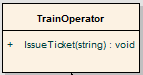 TrainOperator
+ IssueTicket(string) : void